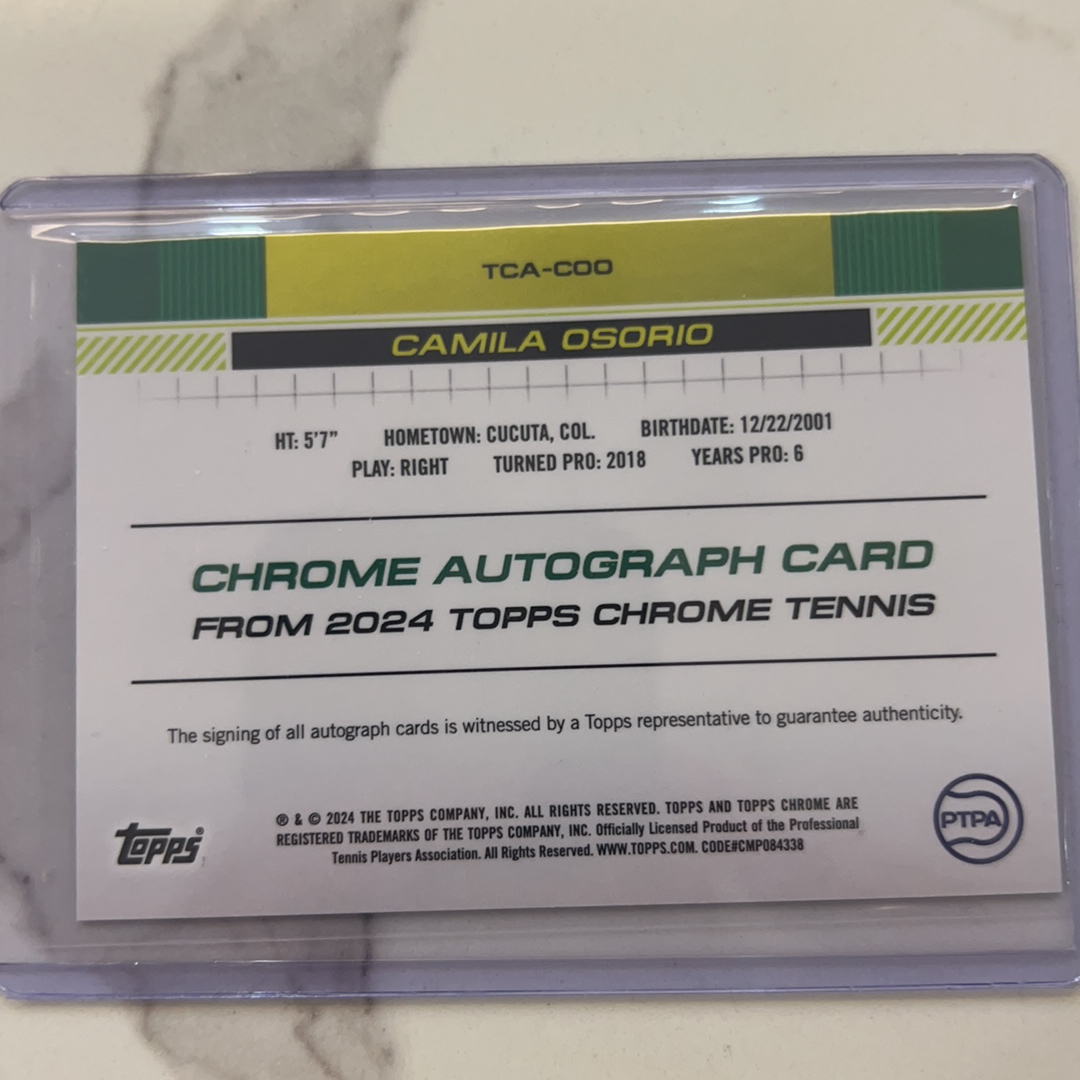 TCA-COO
CAMILA OSORIO
HT: 5'7" HOMETOWN: CUCUTA, COL. BIRTHDATE: 12/22/2001
PLAY: RIGHT TURNED PRO: 2018 YEARS PRO: 6
CHROME AUTOGRAPH CARD
FROM 2024 TOPPS CHROME TENNIS
The signing of all autograph cards is witnessed by a Topps representative to guarantee authenticity.
® & © 2024 THE TOPPS COMPANY, INC. ALL RIGHTS RESERVED. TOPPS AND TOPPS CHROME ARE
REGISTERED TRADEMARKS OF THE TOPPS COMPANY, INC. Officially Licensed Product of the Professional
Tennis Players Association. All Rights Reserved. WWW.TOPPS.COM. CODE#CMP084338
Topps®
PTPA